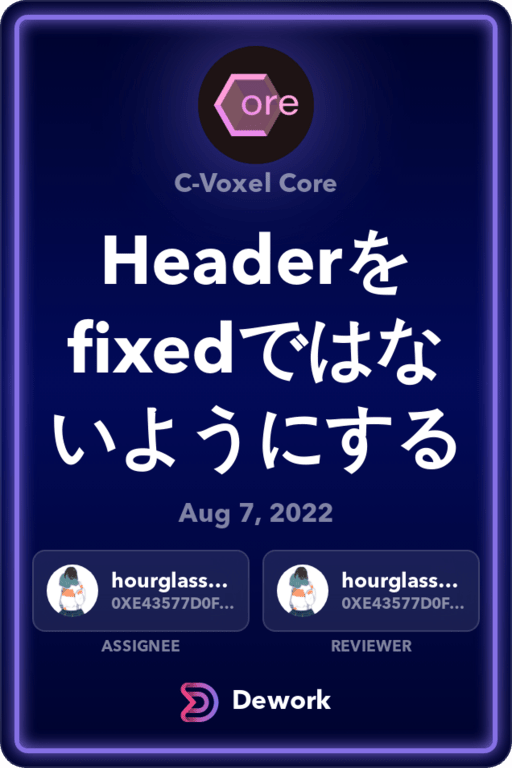 Core
C-Voxel Core
Headerを
fixedではな
いようにする
Aug 7, 2022
hourglass... hourglass...
0XE43577D0F... 0XE43577D0F...
ASSIGNEE REVIEWER
Dework